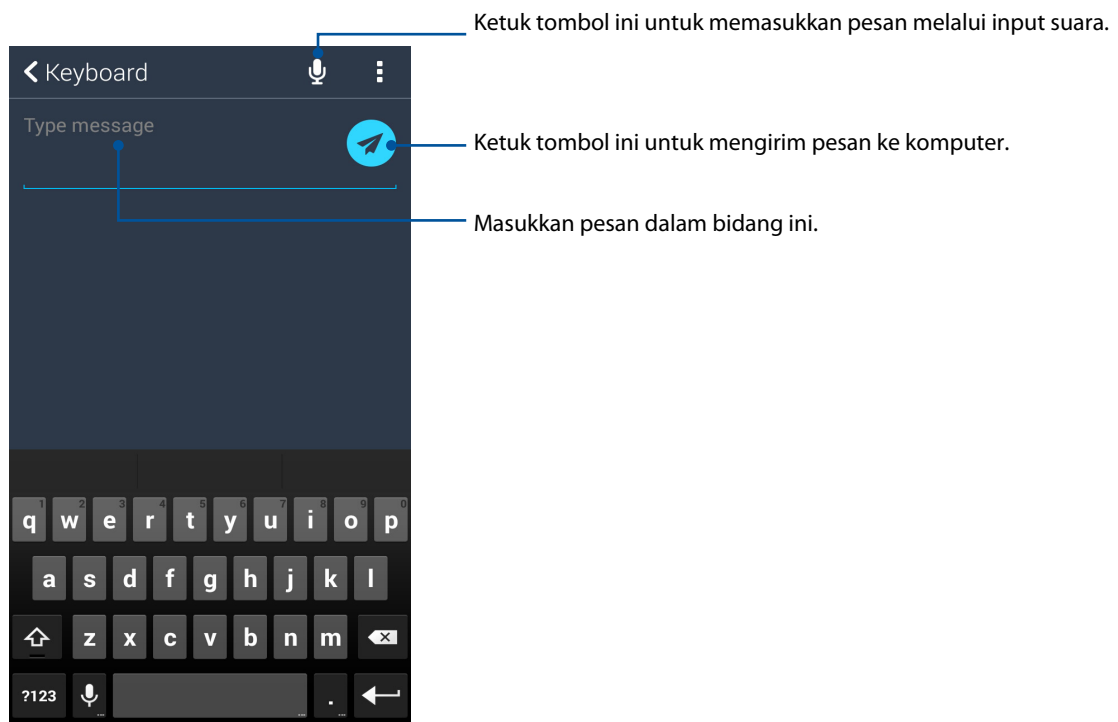 Ketuk tombol ini untuk memasukkan pesan melalui input suara.
Keyboard
Type message
Ketuk tombol ini untuk mengirim pesan ke komputer.
Masukkan pesan dalam bidang ini.
1 2 3 4 5 6 7 8 9 0
q w e r t y u i o p
a s d f g h j k l
z x c v b n m
?123 .